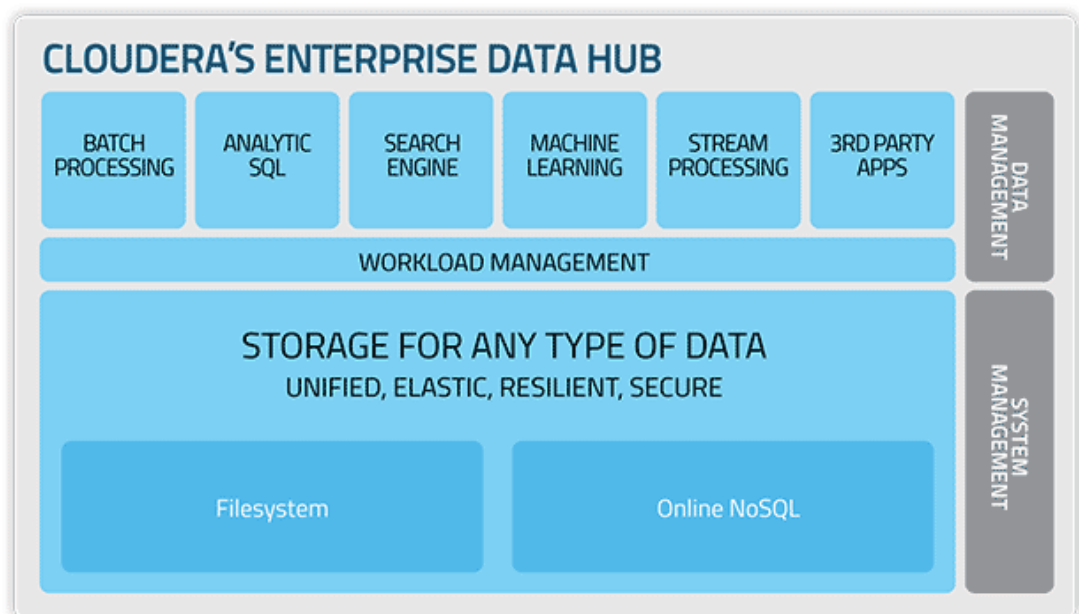 CLOUDERA'S ENTERPRISE DATA HUB
BATCH
PROCESSING
ANALYTIC
SQL
SEARCH
ENGINE
MACHINE
LEARNING
STREAM
PROCESSING
3RD PARTY
APPS
DATA
MANAGEMENT
WORKLOAD MANAGEMENT
STORAGE FOR ANY TYPE OF DATA
UNIFIED, ELASTIC, RESILIENT, SECURE
Filesystem
Online NoSQL
SYSTEM
MANAGEMENT